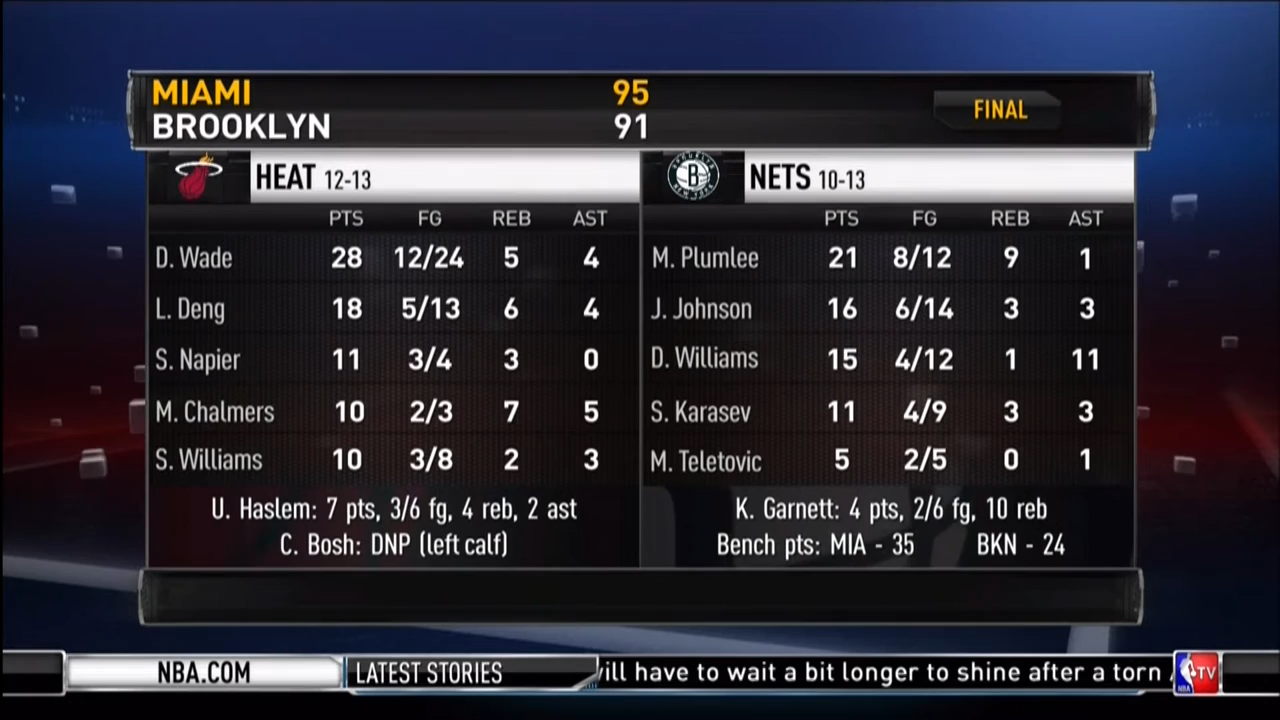 MIAMI 95
BROOKLYN 91
FINAL
HEAT 12-13
PTS FG REB AST
D. Wade 28 12/24 5 4
L. Deng 18 5/13 6 4
S. Napier 11 3/4 3 0
M. Chalmers 10 2/3 7 5
S. Williams 10 3/8 2 3
U. Haslem: 7 pts, 3/6 fg, 4 reb, 2 ast
C. Bosh: DNP (left calf)
B
NETS 10-13
PTS FG REB AST
M. Plumlee 21 8/12 9 1
J. Johnson 16 6/14 3 3
D. Williams 15 4/12 1 11
S. Karasev 11 4/9 3 3
M. Teletovic 5 2/5 0 1
K. Garnett: 4 pts, 2/6 fg, 10 reb
Bench pts: MIA - 35 BKN - 24
NBA.COM
LATEST STORIES
ill have to wait a bit longer to shine after a torn
NBA TV